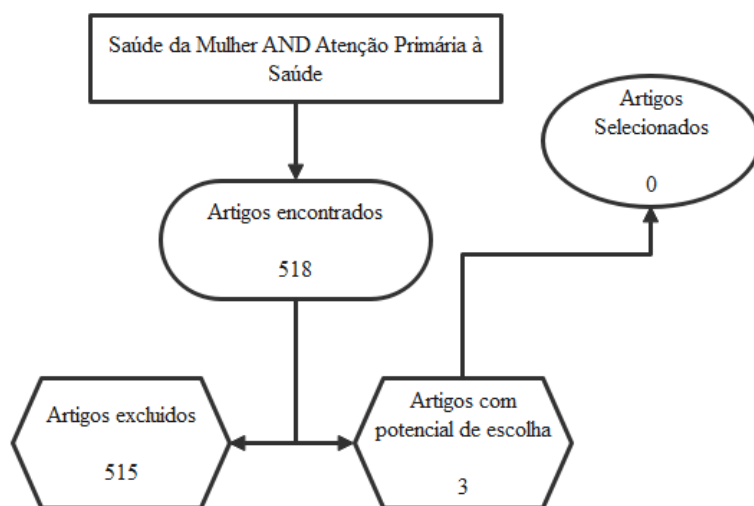 Saúde da Mulher AND Atenção Primária à
Saúde
Artigos encontrados
518
Artigos excluidos
515
Artigos com
potencial de escolha
3
Artigos
Selecionados
0